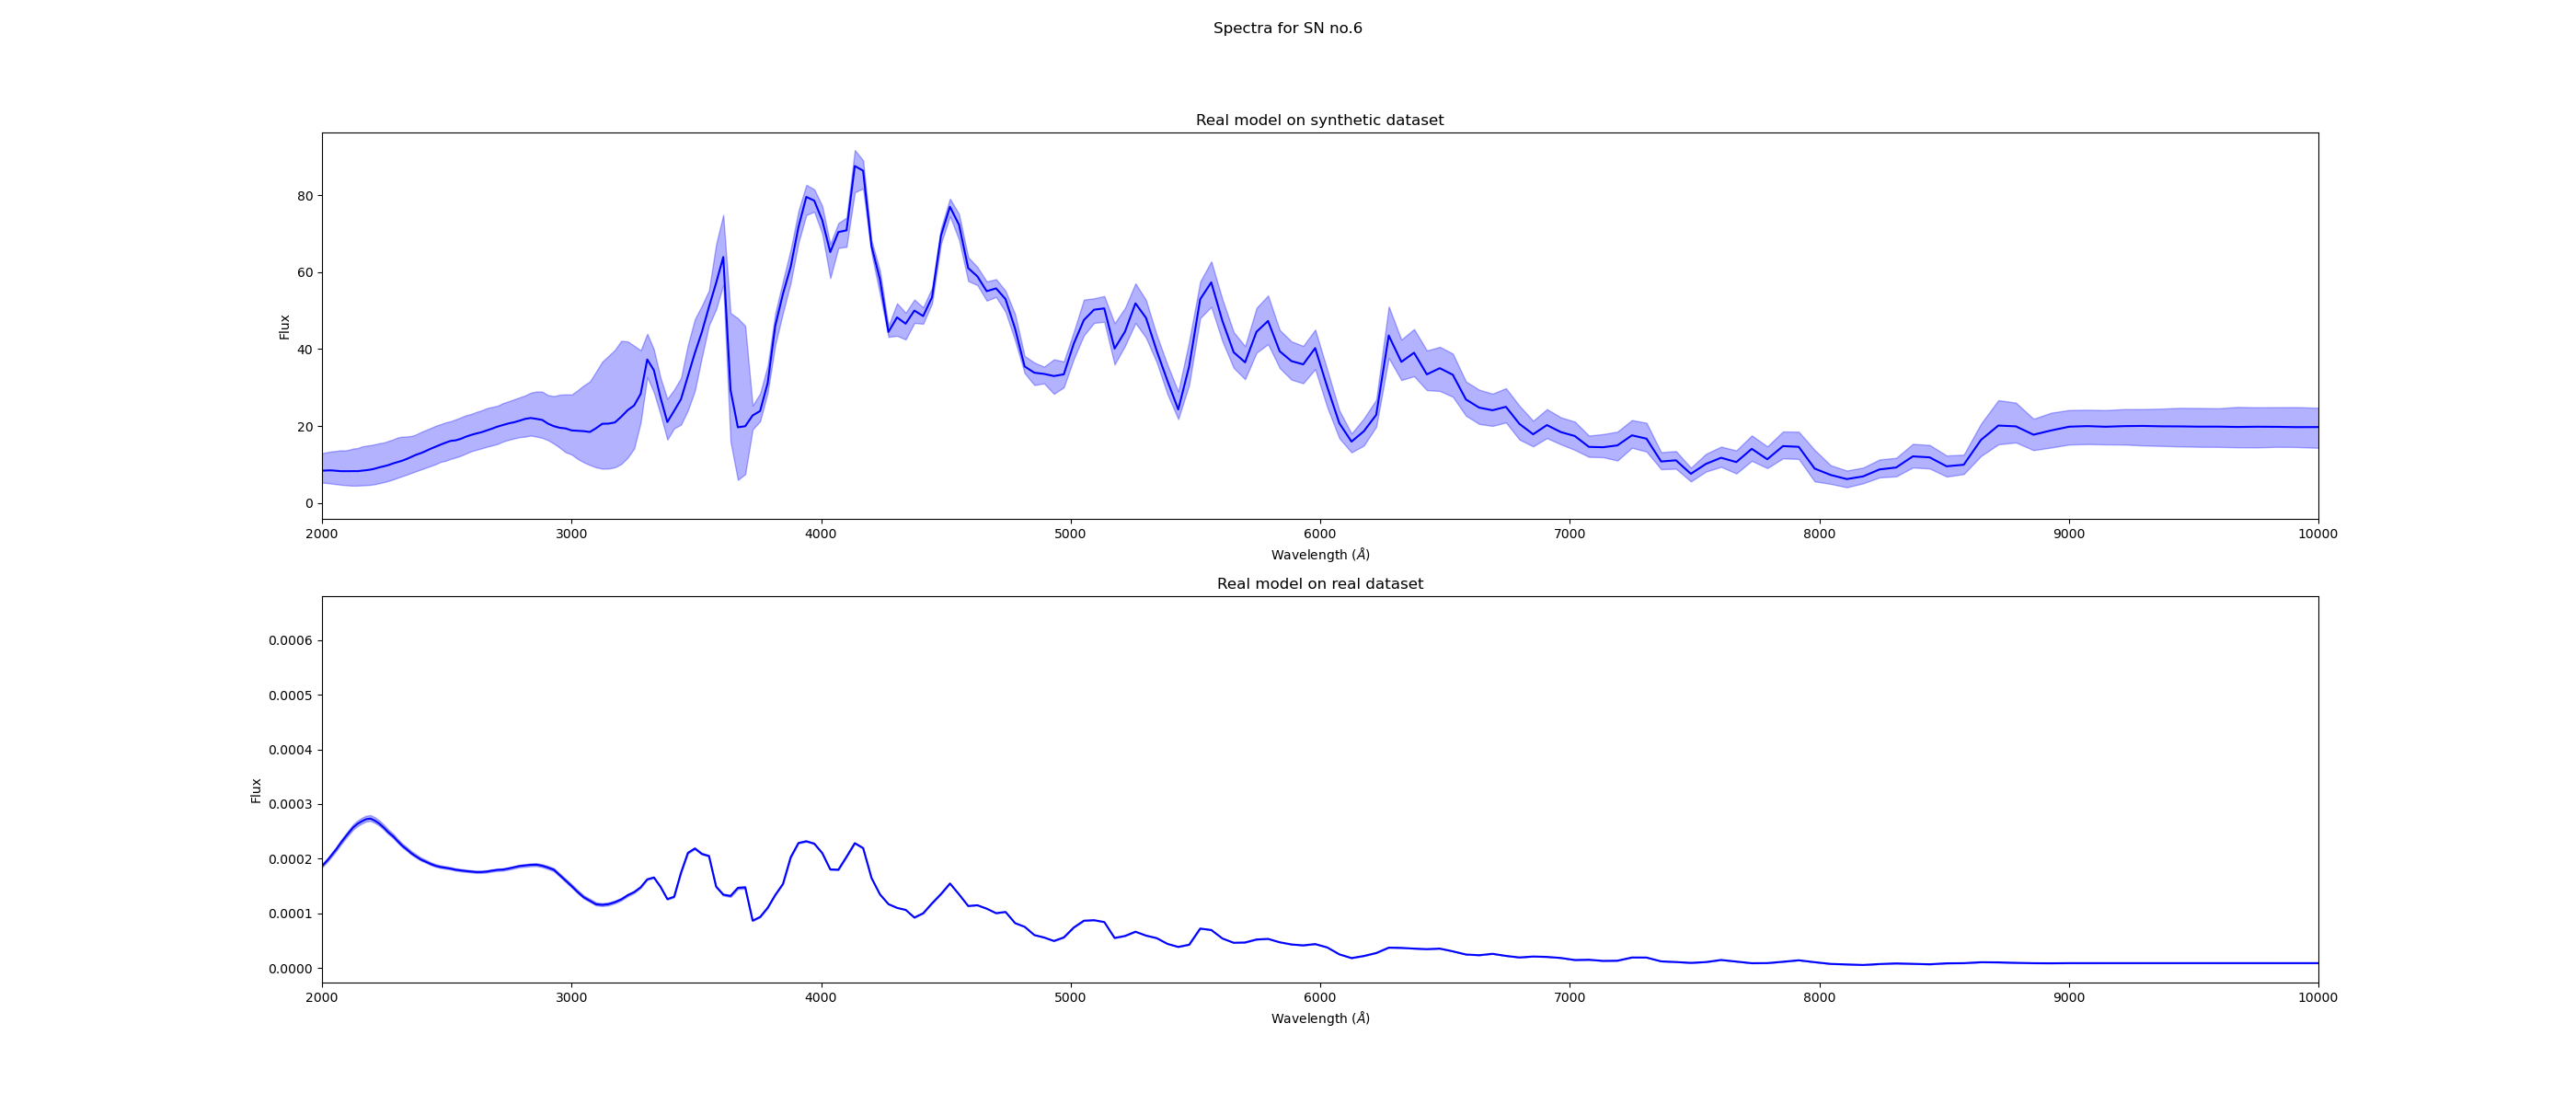 Spectra for SN no.6
Real model on synthetic dataset
Flux
80
60
40
20
0
2000 3000 4000 5000 6000 7000 8000 9000 10000
Wavelength (Å)
Real model on real dataset
Flux
0.0006
0.0005
0.0004
0.0003
0.0002
0.0001
0.0000
2000 3000 4000 5000 6000 7000 8000 9000 10000
Wavelength (Å)